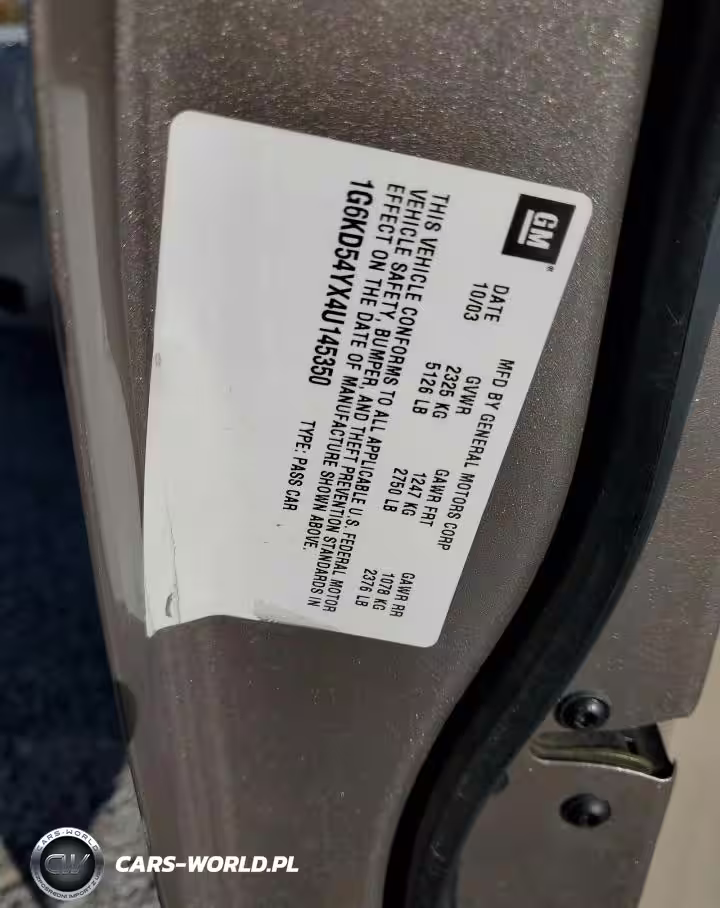 GM®
MFD BY GENERAL MOTORS CORP
DATE GVWR GAWR FRT GAWR RR
10/03 2325 KG 1247 KG 1078 KG
5126 LB 2750 LB 2376 LB
THIS VEHICLE CONFORMS TO ALL APPLICABLE U.S. FEDERAL MOTOR
VEHICLE SAFETY, BUMPER, AND THEFT PREVENTION STANDARDS IN
EFFECT ON THE DATE OF MANUFACTURE SHOWN ABOVE.
1G6KD54YX4U145350 TYPE: PASS CAR
CARS-WORLD
CW
CARS-WORLD.PL